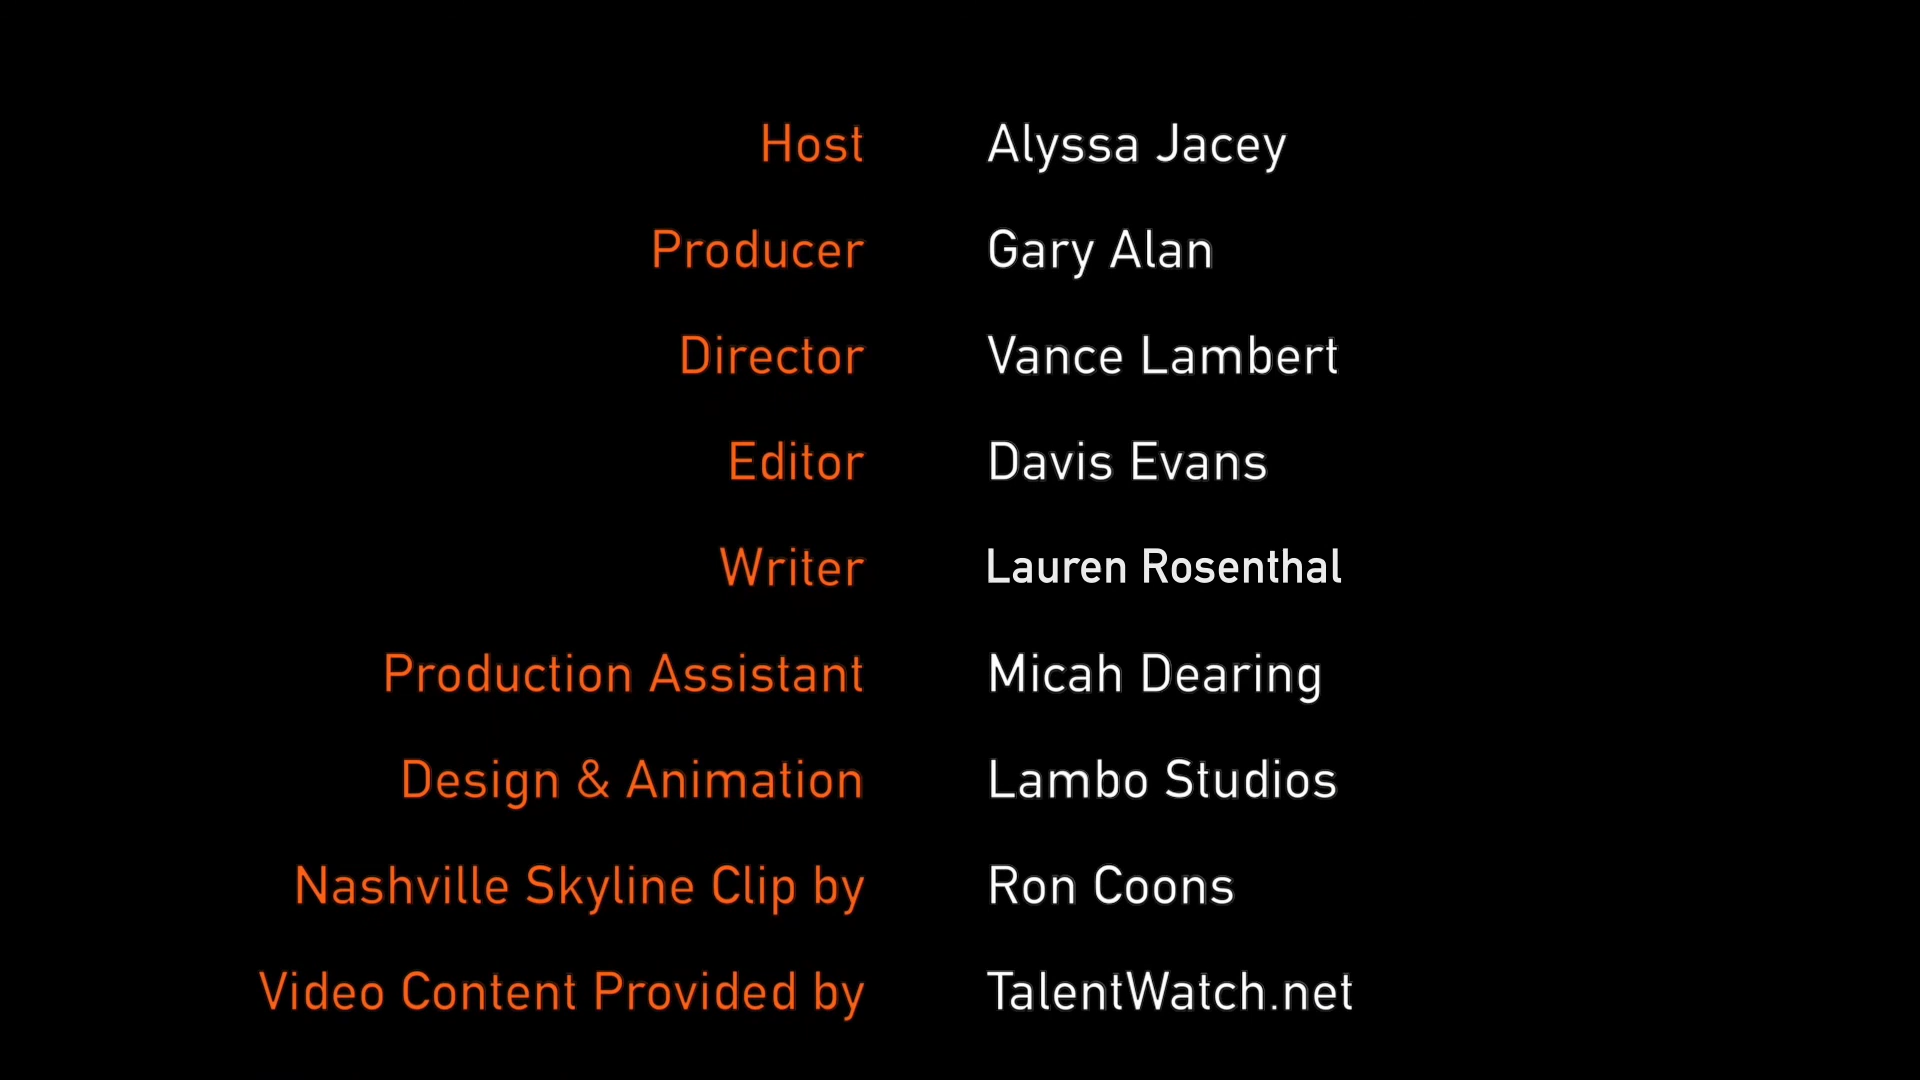 Host Alyssa Jacey
Producer Gary Alan
Director Vance Lambert
Editor Davis Evans
Writer Lauren Rosenthal
Production Assistant Micah Dearing
Design & Animation Lambo Studios
Nashville Skyline Clip by Ron Coons
Video Content Provided by TalentWatch.net